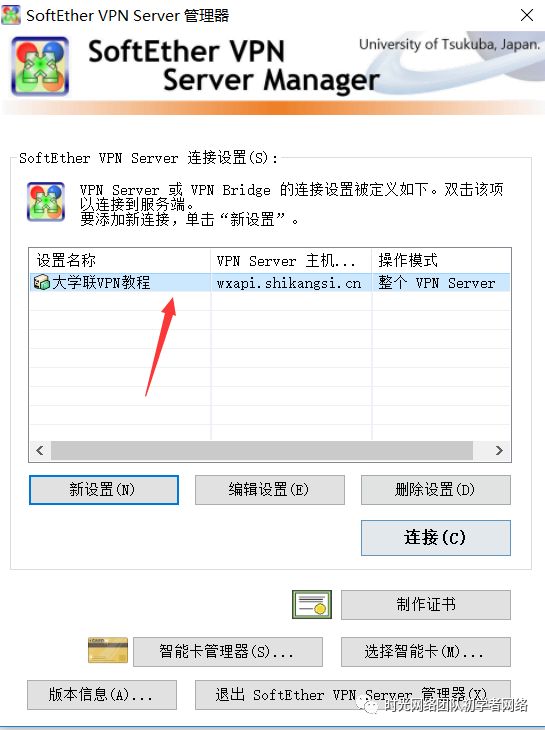 SoftEther VPN Server 管理器
University of Tsukuba, Japan.
SoftEther VPN
Server Manager
SoftEther VPN Server 连接设置(S):
VPN Server 或 VPN Bridge 的连接设置被定义如下。双击该项
以连接到服务端。
要添加新连接，单击“新设置”。
设置名称 VPN Server 主机... 操作模式
大学联VPN教程 wxapi.shikangsi.cn 整个 VPN Server
新设置(N) 编辑设置(E) 删除设置(D)
连接(C)
制作证书
智能卡管理器(S)... 选择智能卡(M)...
版本信息(A)... 退出 SoftEther VPN Server 管理器(X)
时光网络团队初学者网络